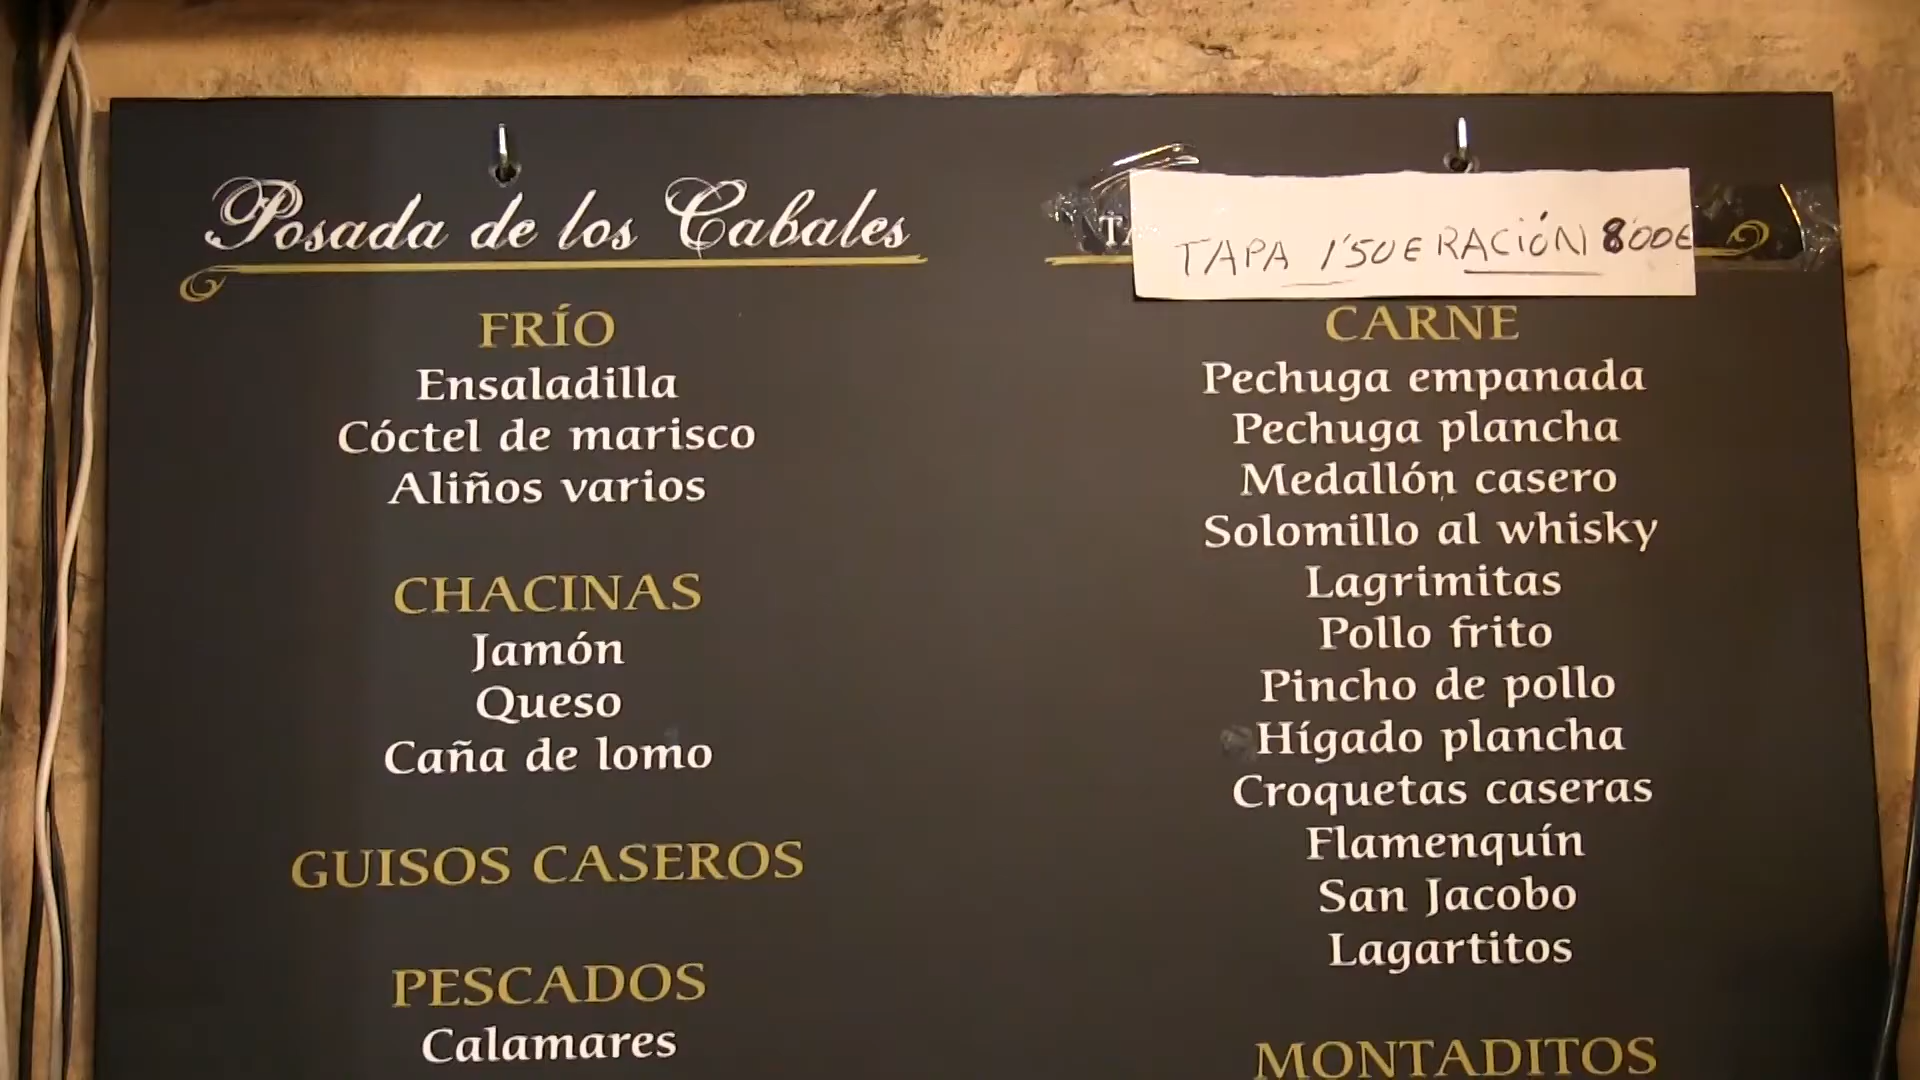 Posada de los Cabales
FRÍO
Ensaladilla
Cóctel de marisco
Aliños varios
CHACINAS
Jamón
Queso
Caña de lomo
GUISOS CASEROS
PESCADOS
Calamares
TAPA 1'50€ RACIÓN 8'00€
CARNE
Pechuga empanada
Pechuga plancha
Medallón casero
Solomillo al whisky
Lagrimitas
Pollo frito
Pincho de pollo
Hígado plancha
Croquetas caseras
Flamenquín
San Jacobo
Lagartitos
MONTADITOS